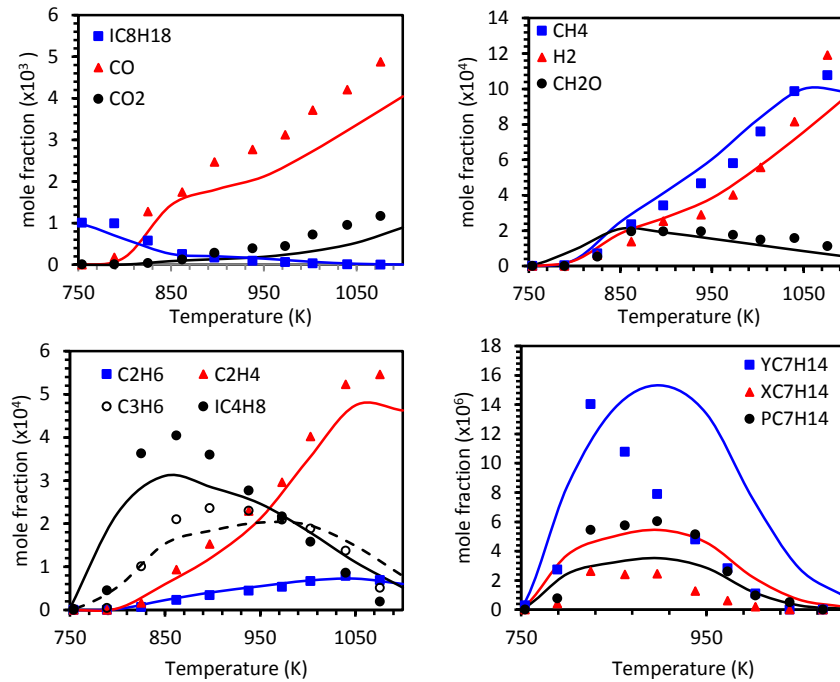 6
5
4
3
2
1
0
mole fraction (x10³)
IC8H18
CO
CO2
750
850
950
1050
Temperature (K)
14
12
10
8
6
4
2
0
mole fraction (x10⁴)
CH4
H2
CH2O
750
850
950
1050
Temperature (K)
6
5
4
3
2
1
0
mole fraction (x10⁴)
C2H6
C2H4
C3H6
IC4H8
750
850
950
1050
Temperature (K)
18
16
14
12
10
8
6
4
2
0
mole fraction (x10⁶)
YC7H14
XC7H14
PC7H14
750
950
Temperature (K)